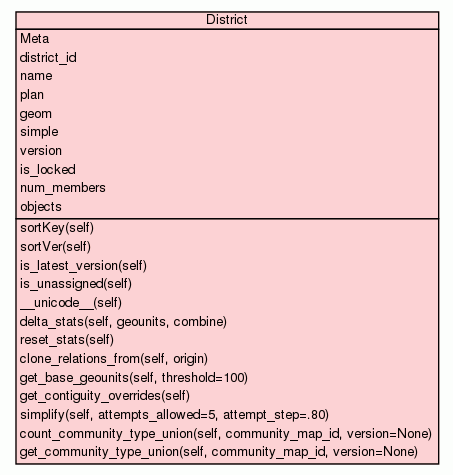 District
Meta
district_id
name
plan
geom
simple
version
is_locked
num_members
objects
sortKey(self)
sortVer(self)
is_latest_version(self)
is_unassigned(self)
__unicode__(self)
delta_stats(self, geounits, combine)
reset_stats(self)
clone_relations_from(self, origin)
get_base_geounits(self, threshold=100)
get_contiguity_overrides(self)
simplify(self, attempts_allowed=5, attempt_step=.80)
count_community_type_union(self, community_map_id, version=None)
get_community_type_union(self, community_map_id, version=None)